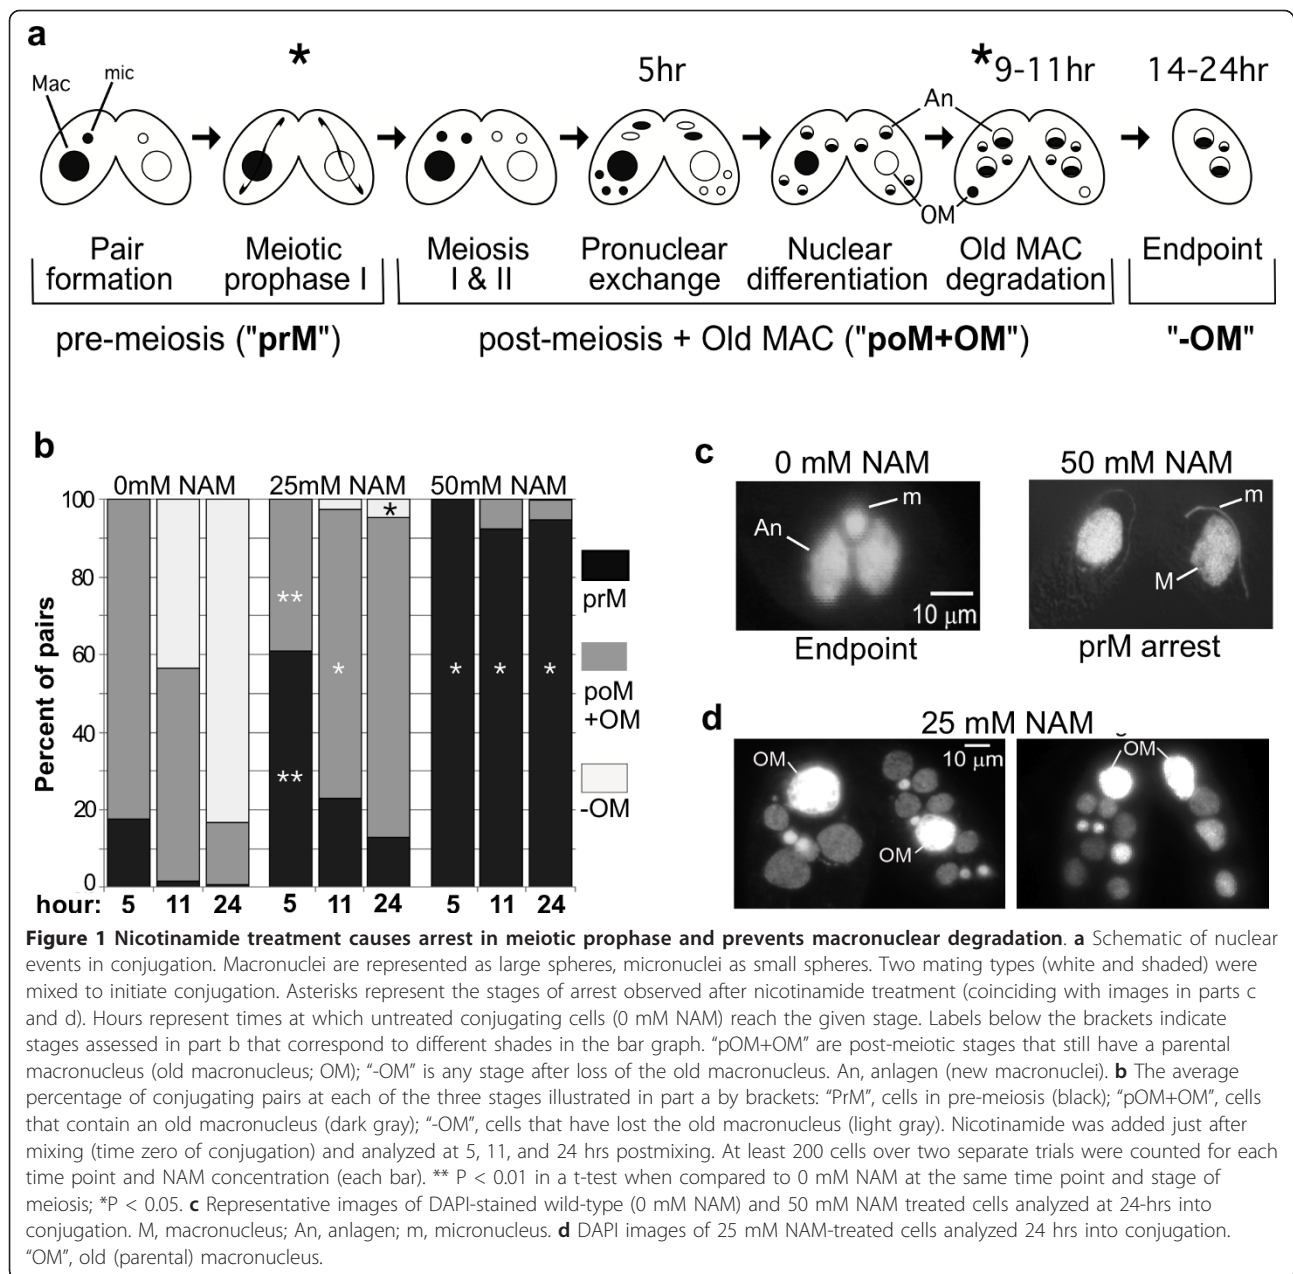 a
*
5hr
*9-11hr
14-24hr
Mac
mic
An
OM
Pair
formation
Meiotic
prophase I
Meiosis
I & II
Pronuclear
exchange
Nuclear
differentiation
Old MAC
degradation
Endpoint
pre-meiosis ("prM")
post-meiosis + Old MAC ("poM+OM")
"-OM"
b
0mM NAM
25mM NAM
50mM NAM
Percent of pairs
100
80
60
40
20
0
**
**
*
*
*
*
*
hour:
5
11
24
5
11
24
5
11
24
prM
poM
+OM
-OM
c
0 mM NAM
m
An
10 μm
Endpoint
50 mM NAM
m
M
prM arrest
d
25 mM NAM
OM
10 μm
OM
OM
Figure 1 Nicotinamide treatment causes arrest in meiotic prophase and prevents macronuclear degradation. a Schematic of nuclear
events in conjugation. Macronuclei are represented as large spheres, micronuclei as small spheres. Two mating types (white and shaded) were
mixed to initiate conjugation. Asterisks represent the stages of arrest observed after nicotinamide treatment (coinciding with images in parts c
and d). Hours represent times at which untreated conjugating cells (0 mM NAM) reach the given stage. Labels below the brackets indicate
stages assessed in part b that correspond to different shades in the bar graph. “pOM+OM” are post-meiotic stages that still have a parental
macronucleus (old macronucleus; OM); “-OM” is any stage after loss of the old macronucleus. An, anlagen (new macronuclei). b The average
percentage of conjugating pairs at each of the three stages illustrated in part a by brackets: “PrM”, cells in pre-meiosis (black); “pOM+OM”, cells
that contain an old macronucleus (dark gray); “-OM”, cells that have lost the old macronucleus (light gray). Nicotinamide was added just after
mixing (time zero of conjugation) and analyzed at 5, 11, and 24 hrs postmixing. At least 200 cells over two separate trials were counted for each
time point and NAM concentration (each bar). ** P < 0.01 in a t-test when compared to 0 mM NAM at the same time point and stage of
meiosis; *P < 0.05. c Representative images of DAPI-stained wild-type (0 mM NAM) and 50 mM NAM treated cells analyzed at 24-hrs into
conjugation. M, macronucleus; An, anlagen; m, micronucleus. d DAPI images of 25 mM NAM-treated cells analyzed 24 hrs into conjugation.
“OM”, old (parental) macronucleus.